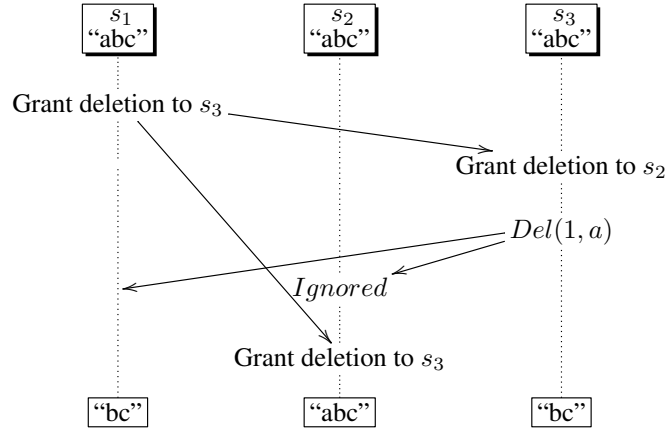 s₁ s₂ s₃
“abc” “abc” “abc”
Grant deletion to s₃
Grant deletion to s₂
Del(1, a)
Ignored
Grant deletion to s₃
“bc” “abc” “bc”